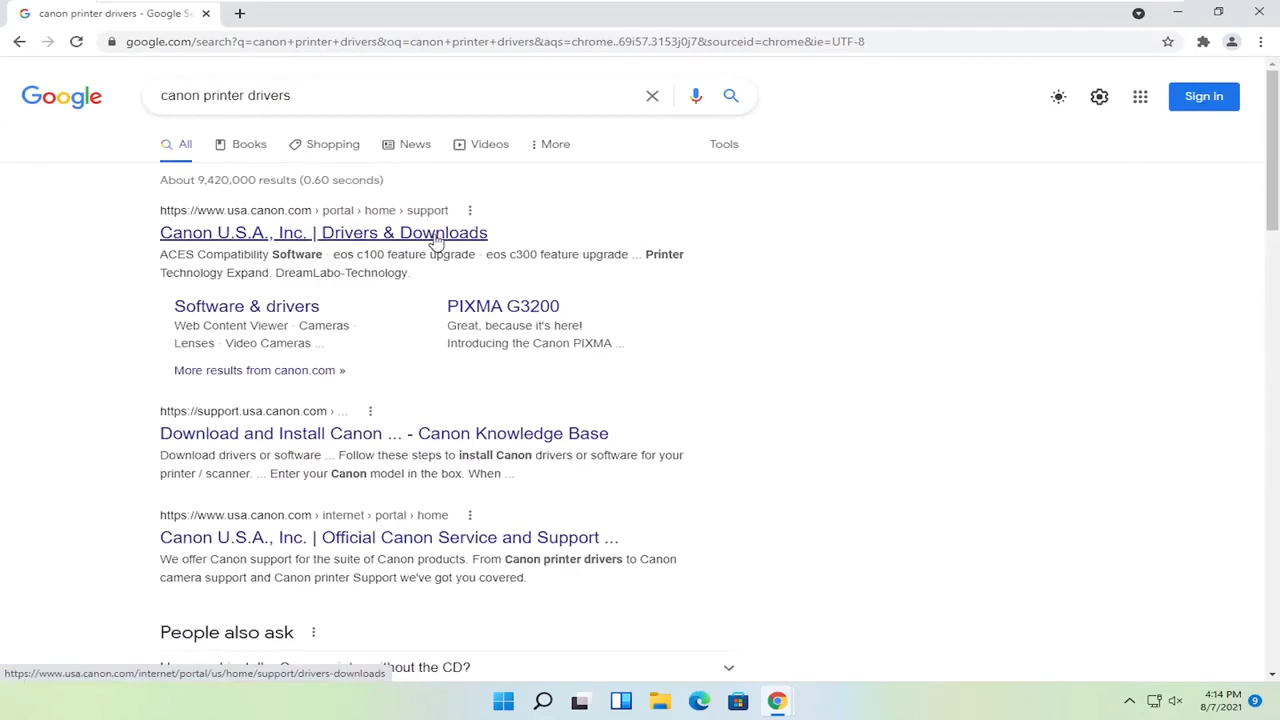 canon printer drivers - Google Se
google.com/search?q=canon+printer+drivers&oq=canon+printer+drivers&aqs=chrome..69i57.3153j0j7&sourceid=chrome&ie=UTF-8
Google
canon printer drivers
Sign in
All
Books
Shopping
News
Videos
More
Tools
About 9,420,000 results (0.60 seconds)
https://www.usa.canon.com › portal › home › support
Canon U.S.A., Inc. | Drivers & Downloads
ACES Compatibility Software · eos c100 feature upgrade · eos c300 feature upgrade ... Printer
Technology Expand. DreamLabo-Technology.
Software & drivers
Web Content Viewer · Cameras ·
Lenses · Video Cameras ...
PIXMA G3200
Great, because it's here!
Introducing the Canon PIXMA ...
More results from canon.com »
https://support.usa.canon.com › ...
Download and Install Canon ... - Canon Knowledge Base
Download drivers or software ... Follow these steps to install Canon drivers or software for your
printer / scanner. ... Enter your Canon model in the box. When ...
https://www.usa.canon.com › internet › portal › home
Canon U.S.A., Inc. | Official Canon Service and Support ...
We offer Canon support for the suite of Canon products. From Canon printer drivers to Canon
camera support and Canon printer Support we've got you covered.
People also ask
without the CD?
https://www.usa.canon.com/internet/portal/us/home/support/drivers-downloads
4:14 PM
8/7/2021
9